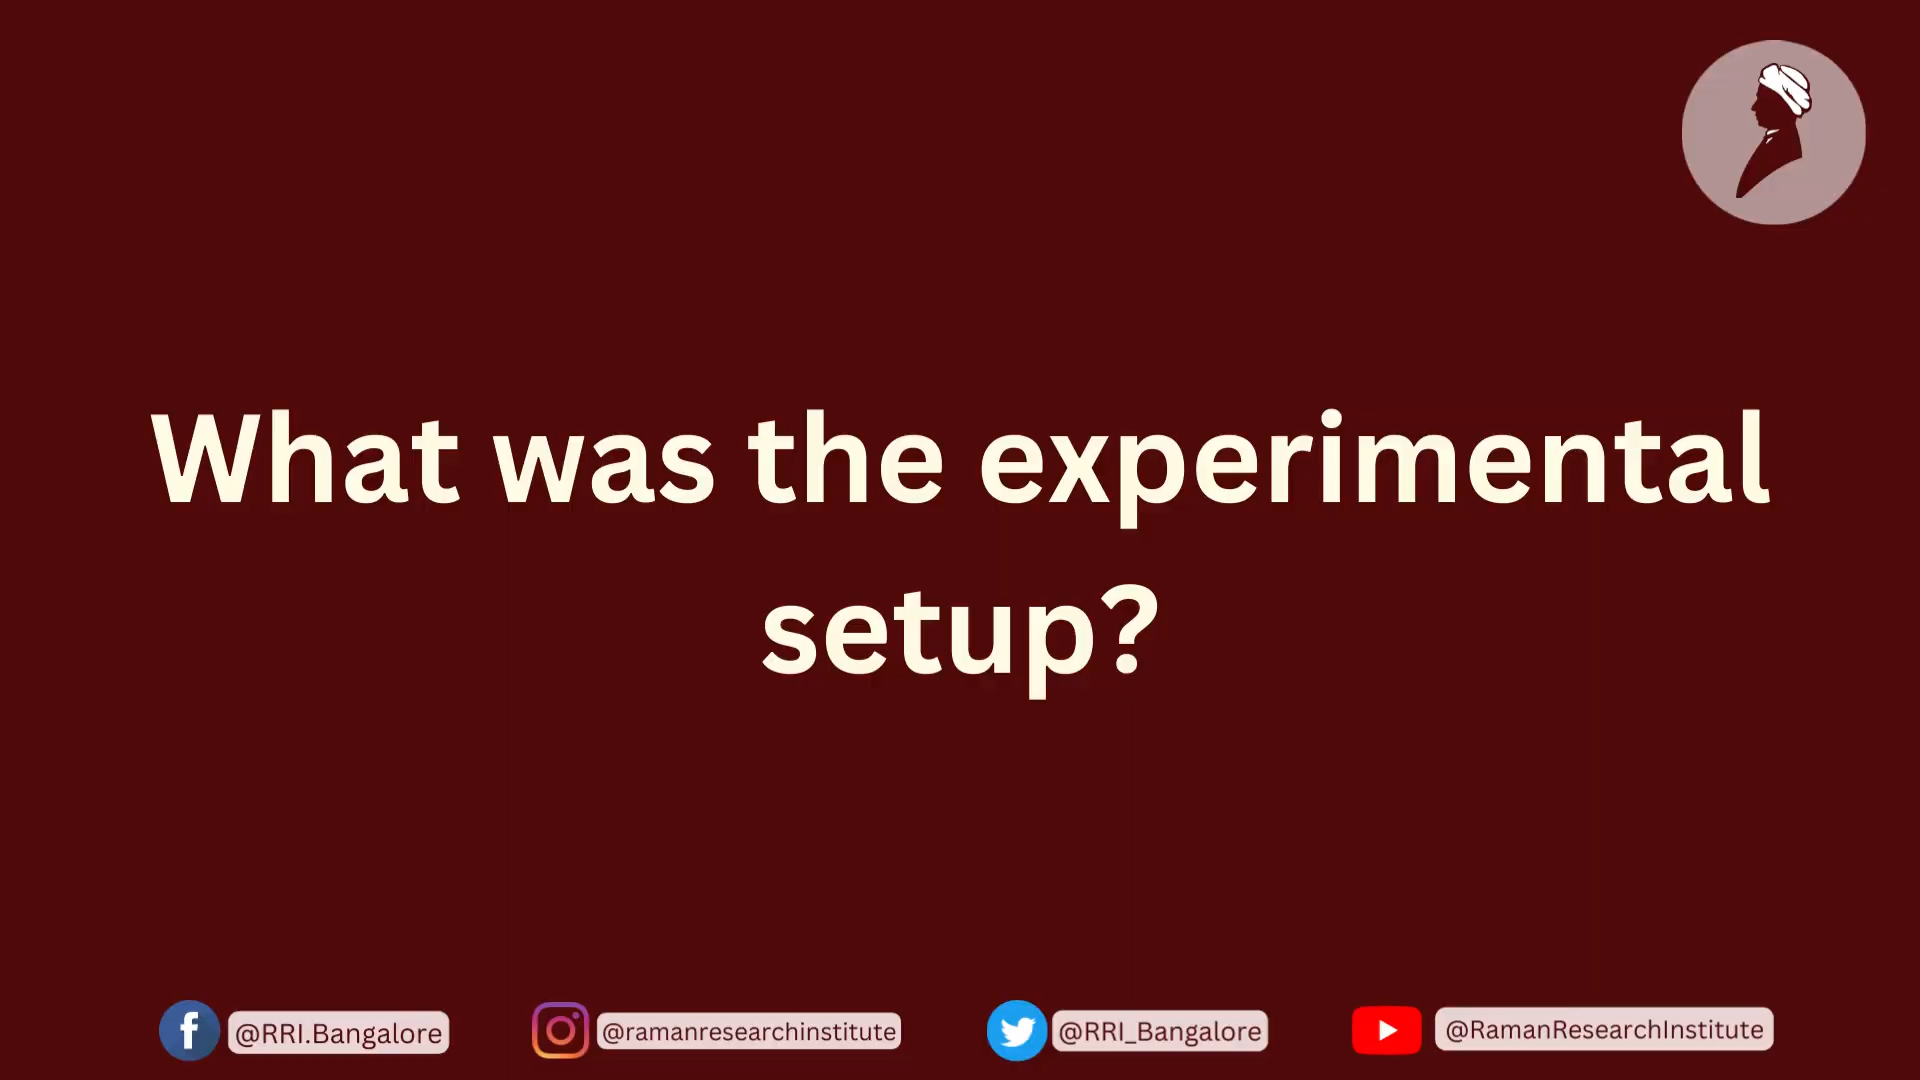 What was the experimental
setup?
@RRI.Bangalore
@ramanresearchinstitute
@RRI_Bangalore
@RamanResearchInstitute